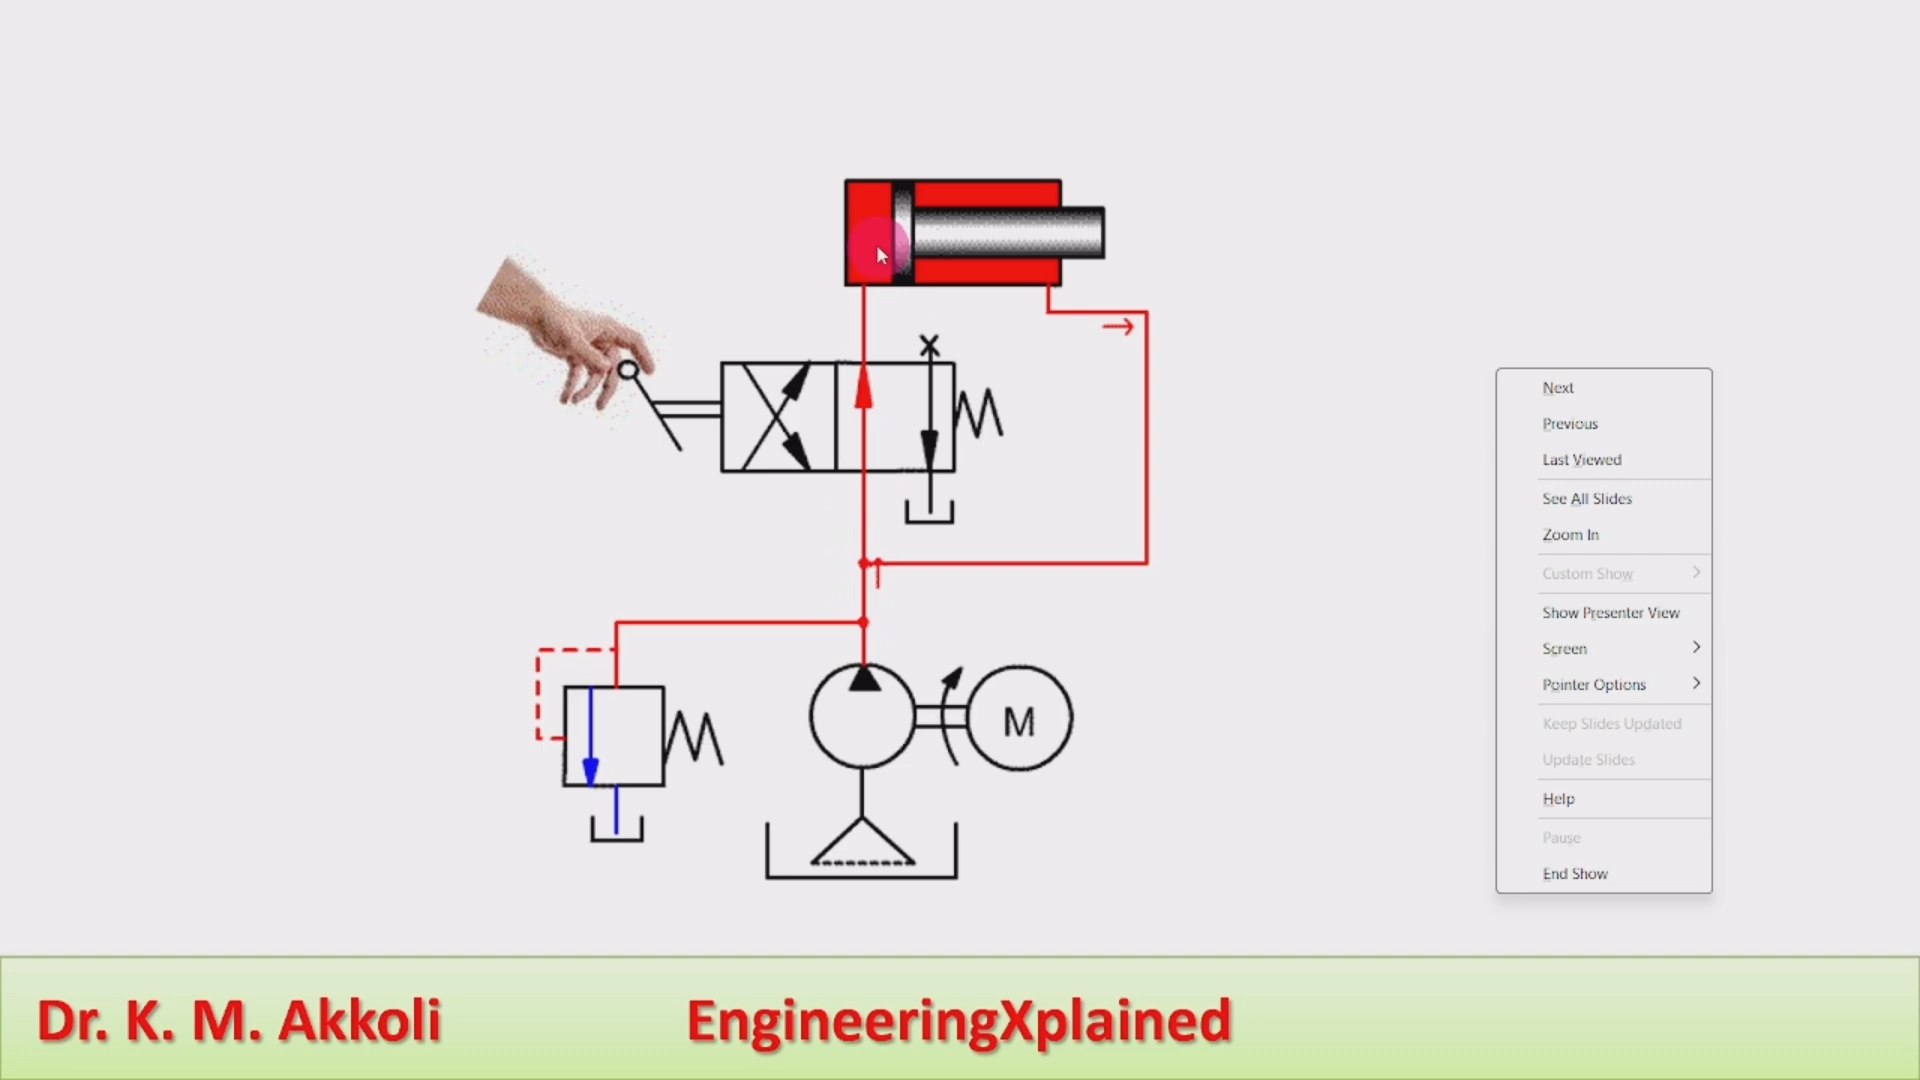 M
Next
Previous
Last Viewed
See All Slides
Zoom In
Custom Show
Show Presenter View
Screen
Pointer Options
Keep Slides Updated
Update Slides
Help
Pause
End Show
Dr. K. M. Akkoli
EngineeringXplained